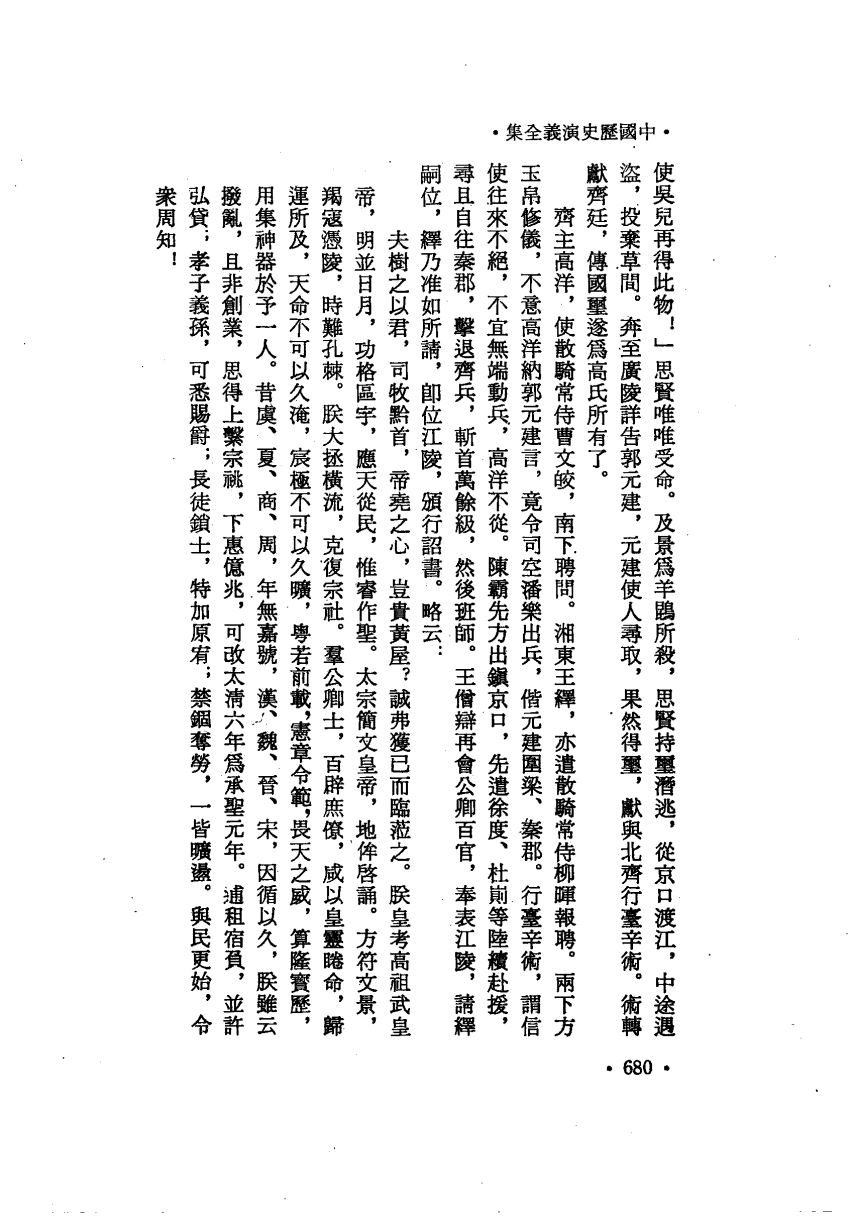 •中國歷史演義全集•
使吳兒再得此物！」思賢唯唯受命。及景爲羊鵾所殺，思賢持璽潛逃，從京口渡江，中途遇
盜，投棄草間。奔至廣陵詳告郭元建，元建使人尋取，果然得璽，獻與北齊行臺辛術。術轉
獻齊廷，傳國璽遂爲高氏所有了。
齊主高洋，使散騎常侍曹文皎，南下聘問。湘東王繹，亦遣散騎常侍柳暉報聘。兩下方
玉帛修儀，不意高洋納郭元建言，竟令司空潘樂出兵，偕元建圍梁、秦郡。行臺辛術，謂信
使往來不絕，不宜無端動兵，高洋不從。陳霸先方出鎭京口，先遣徐度、杜崱等陸續赴援，
尋且自往秦郡，擊退齊兵，斬首萬餘級，然後班師。王僧辯再會公卿百官，奉表江陵，請繹
嗣位，繹乃准如所請，卽位江陵，頒行詔書。略云：
夫樹之以君，司牧黔首，帝堯之心，豈貴黃屋？誠弗獲已而臨蒞之。朕皇考高祖武皇
帝，明並日月，功格區宇，應天從民，惟睿作聖。太宗簡文皇帝，地侔啓誦。方符文景，
羯寇憑陵，時難孔棘。朕大拯橫流，克復宗社。羣公卿士，百辟庶僚，咸以皇靈睠命，歸
運所及，天命不可以久淹，宸極不可以久曠，粵若前載，憲章令範，畏天之威，算隆寶歷，
用集神器於予一人。昔虞、夏、商、周，年無嘉號，漢、魏、晉、宋，因循以久，朕雖云
撥亂，且非創業，思得上繫宗祧，下惠億兆，可改太淸六年爲承聖元年。逋租宿負，並許
弘貸；孝子義孫，可悉賜爵；長徒鎖士，特加原宥；禁錮奪勞，一皆曠盪。與民更始，令
衆周知！
•680•